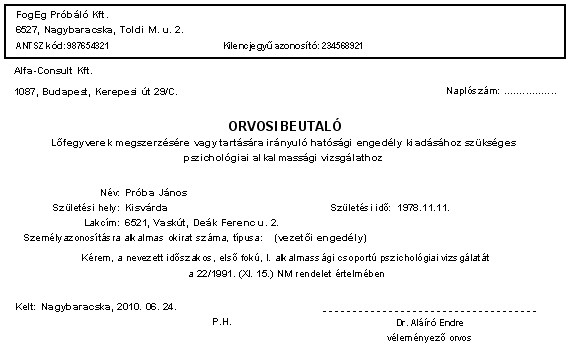 FogEg Próbáló Kft.
6527, Nagybaracska, Toldi M. u. 2.
ANTSZ kód: 987654321 Kilencjegyű azonosító: 234568921
Alfa-Consult Kft.
1087, Budapest, Kerepesi út 29/C. Naplószám: .................
ORVOSI BEUTALÓ
Lőfegyverek megszerzésére vagy tartására irányuló hatósági engedély kiadásához szükséges
pszichológiai alkalmassági vizsgálathoz
Név: Próba János
Születési hely: Kisvárda Születési idő: 1978.11.11.
Lakcím: 6521, Vaskút, Deák Ferenc u. 2.
Személyazonosításra alkalmas okirat száma, típusa: (vezetői engedély)
Kérem, a nevezett időszakos, első fokú, I. alkalmassági csoportú pszichológiai vizsgálatát
a 22/1991. (XI. 15.) NM rendelet értelmében
Kelt: Nagybaracska, 2010. 06. 24.
P.H. Dr. Aláíró Endre
véleményező orvos